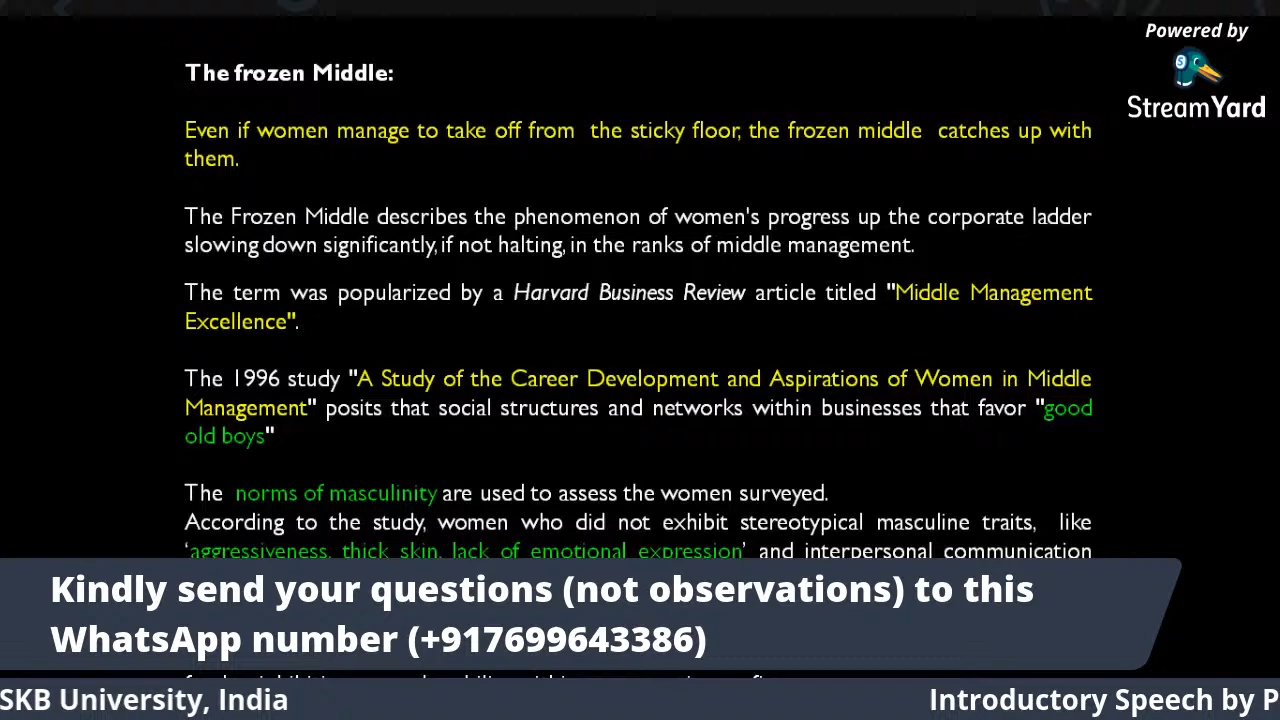 Powered by
StreamYard
The frozen Middle:
Even if women manage to take off from the sticky floor, the frozen middle catches up with
them.
The Frozen Middle describes the phenomenon of women's progress up the corporate ladder
slowing down significantly, if not halting, in the ranks of middle management.
The term was popularized by a Harvard Business Review article titled "Middle Management
Excellence".
The 1996 study "A Study of the Career Development and Aspirations of Women in Middle
Management" posits that social structures and networks within businesses that favor "good
old boys"
The norms of masculinity are used to assess the women surveyed.
According to the study, women who did not exhibit stereotypical masculine traits, like
'aggressiveness, thick skin, lack of emotional expression' and interpersonal communication
Kindly send your questions (not observations) to this
WhatsApp number (+917699643386)
SKB University, India
Introductory Speech by P